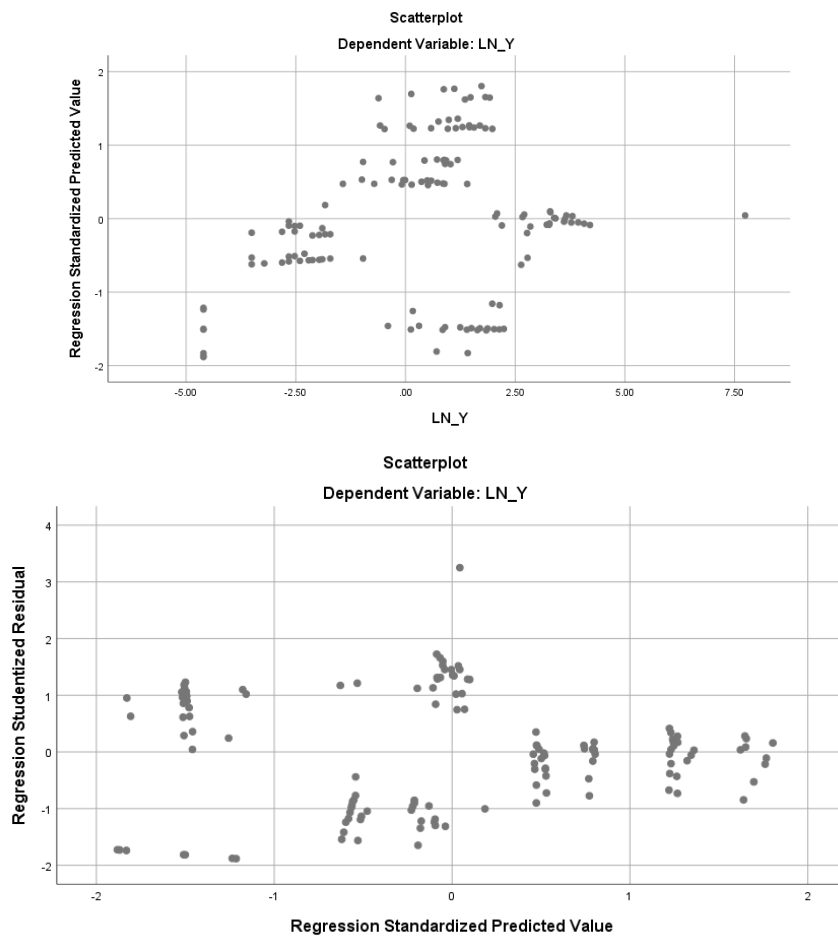 Scatterplot
Dependent Variable: LN_Y
Regression Standardized Predicted Value
2
1
0
-1
-2
-5.00
-2.50
.00
2.50
5.00
7.50
LN_Y
Scatterplot
Dependent Variable: LN_Y
Regression Studentized Residual
4
3
2
1
0
-1
-2
-2
-1
0
1
2
Regression Standardized Predicted Value